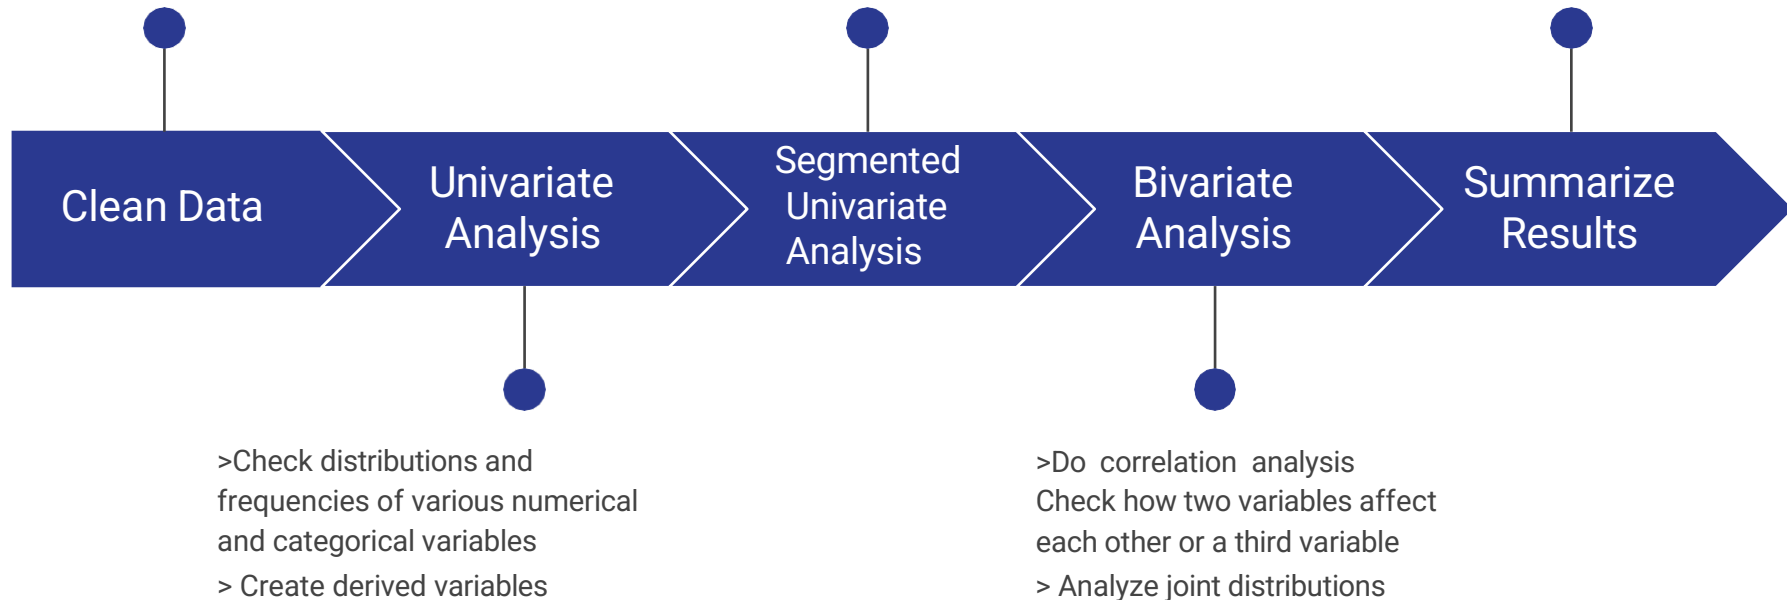 Clean Data
Univariate
Analysis
Segmented
Univariate
Analysis
Bivariate
Analysis
Summarize
Results
>Check distributions and
frequencies of various numerical
and categorical variables
> Create derived variables
>Do correlation analysis
Check how two variables affect
each other or a third variable
> Analyze joint distributions